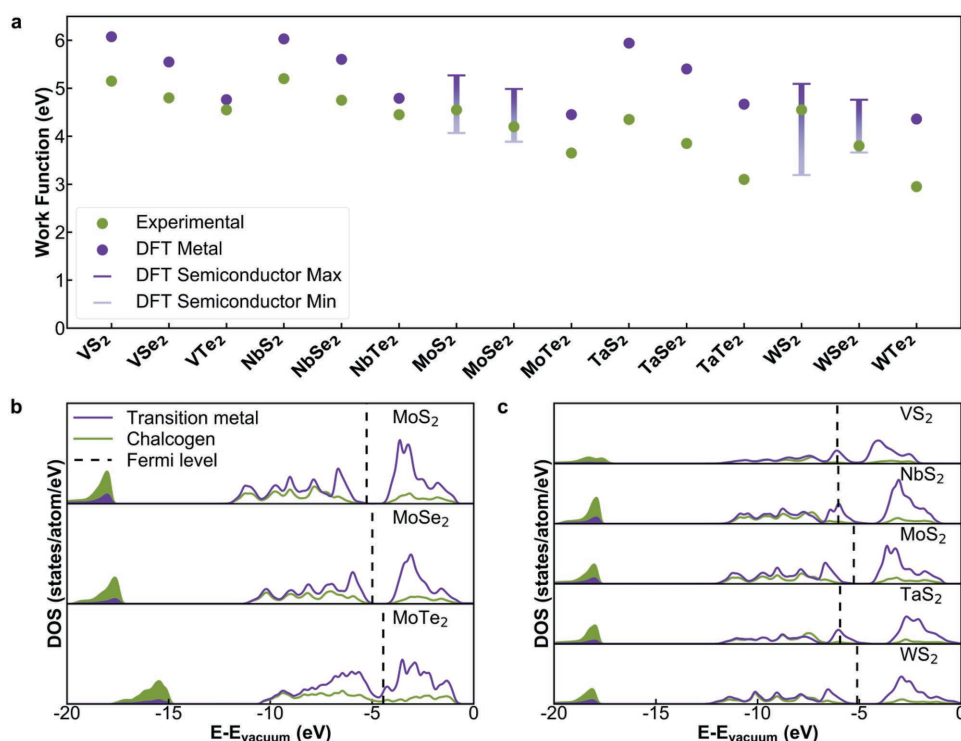 a
Work Function (eV)
6
5
4
3
2
1
0
Experimental
DFT Metal
DFT Semiconductor Max
DFT Semiconductor Min
VS₂ VSe₂ VTe₂ NbS₂ NbSe₂ NbTe₂ MoS₂ MoSe₂ MoTe₂ TaS₂ TaSe₂ TaTe₂ WS₂ WSe₂ WTe₂
b
Transition metal
Chalcogen
Fermi level
MoS₂
MoSe₂
MoTe₂
DOS (states/atom/eV)
-20 -15 -10 -5 0
E-Evacuum (eV)
c
VS₂
NbS₂
MoS₂
TaS₂
WS₂
DOS (states/atom/eV)
-20 -15 -10 -5 0
E-Evacuum (eV)